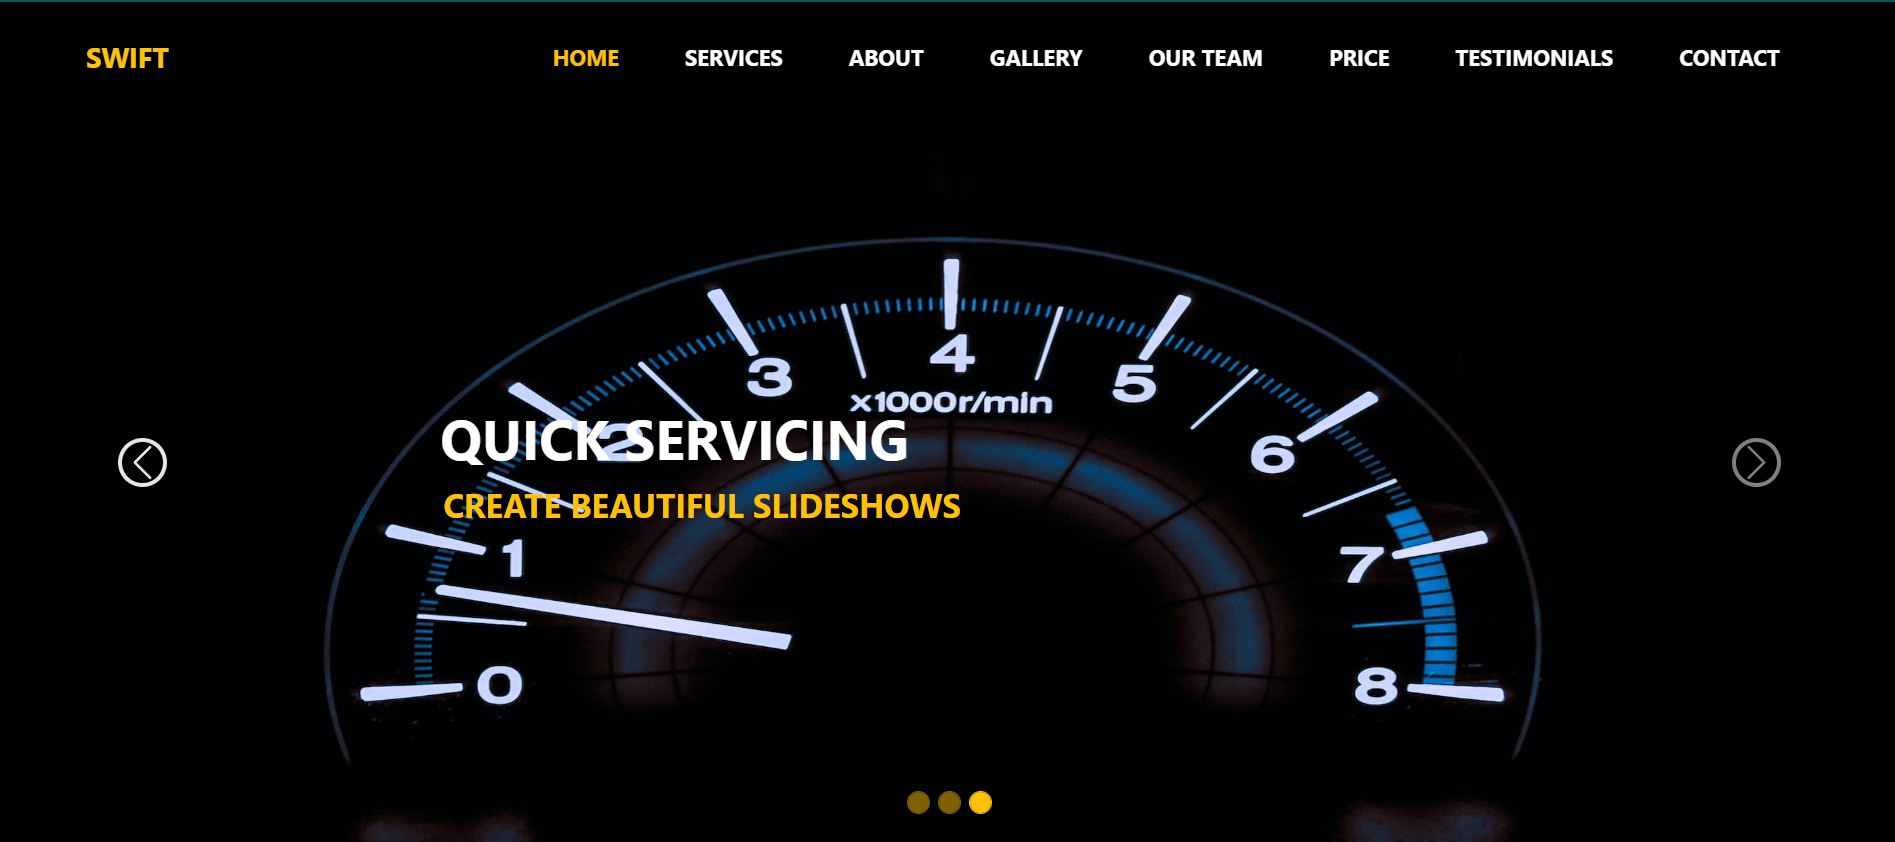 SWIFT HOME SERVICES ABOUT GALLERY OUR TEAM PRICE TESTIMONIALS CONTACT
4
3
5
x1000r/min
2
QUICK SERVICING
6
CREATE BEAUTIFUL SLIDESHOWS
1
7
0
8